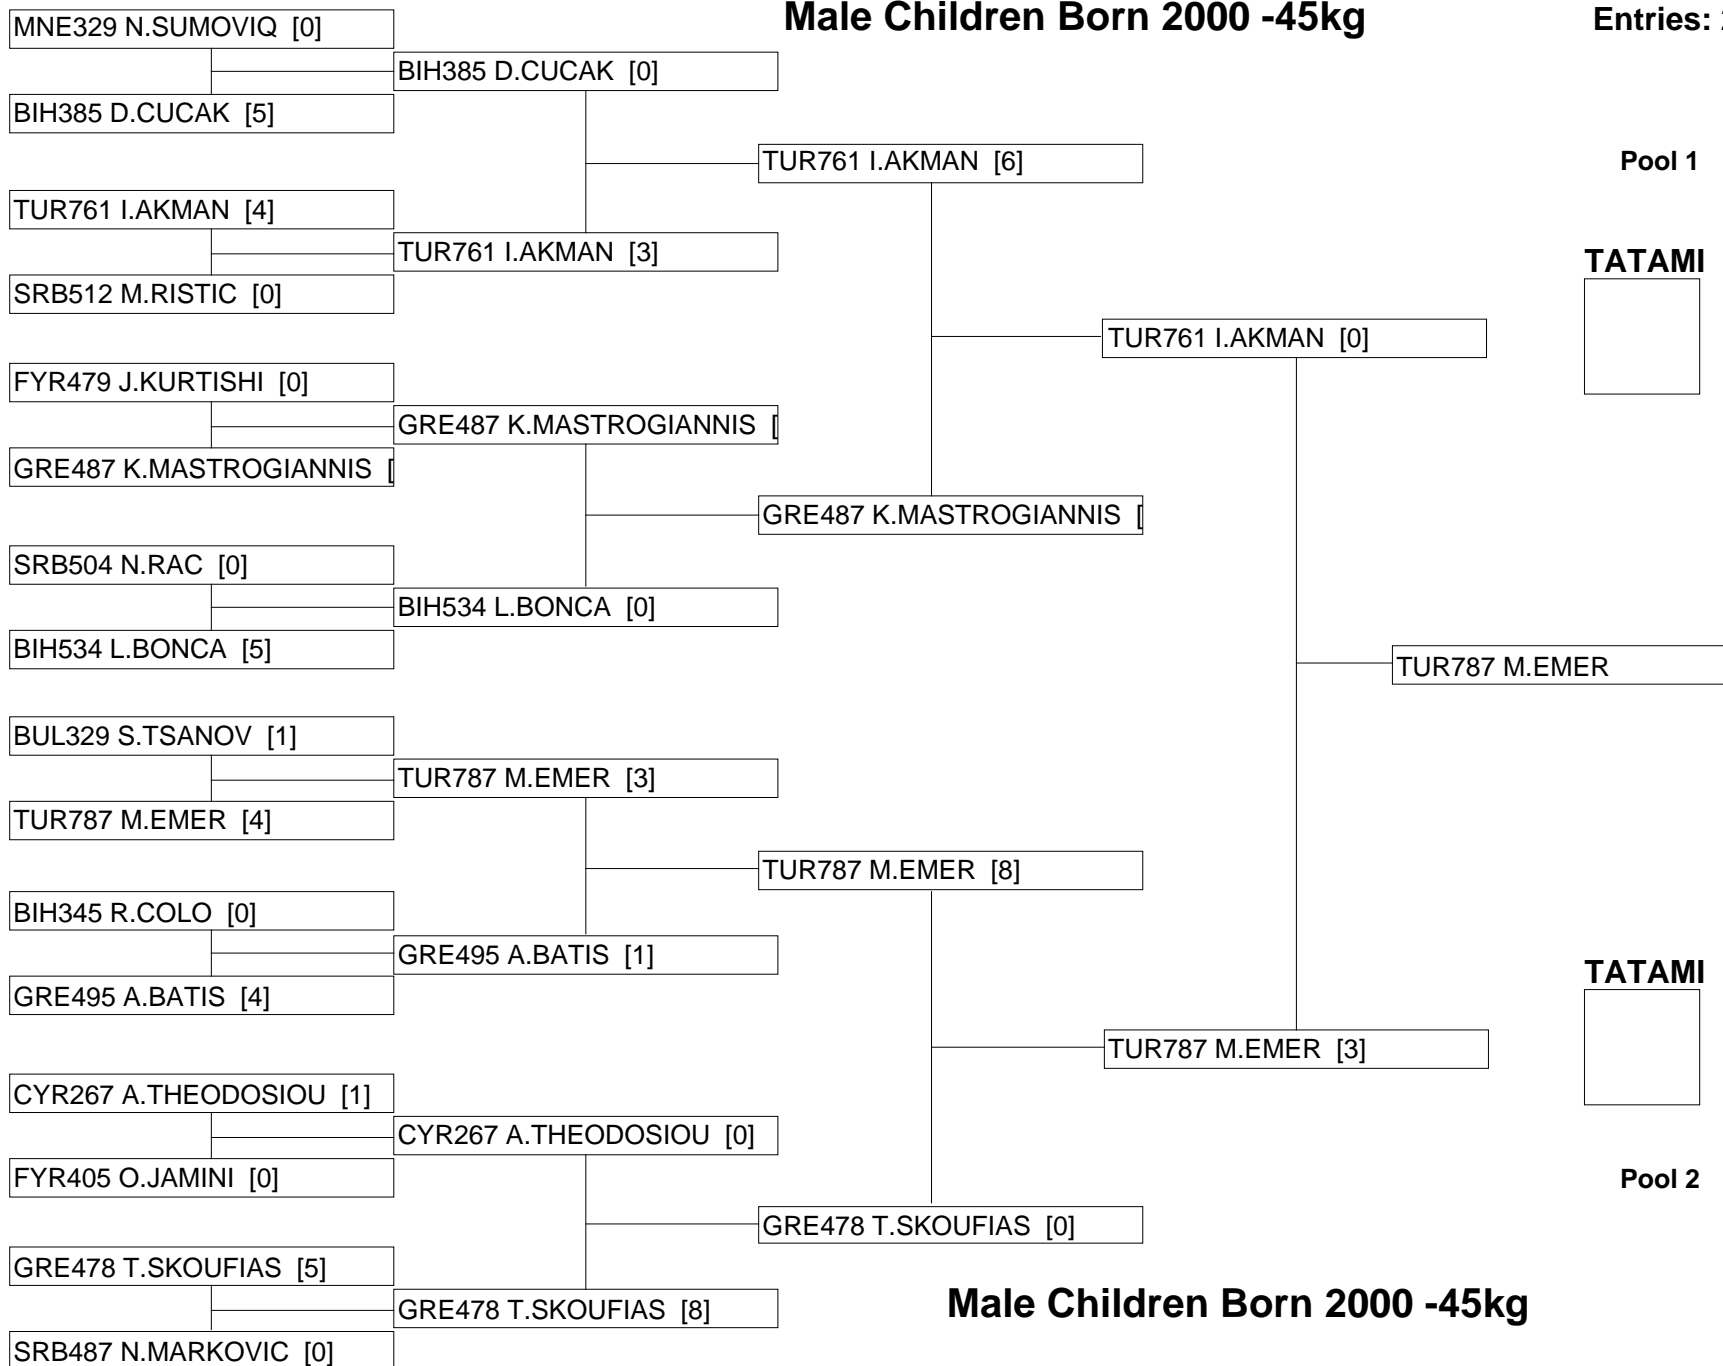 Male Children Born 2000 -45kg
Entries:
MNE329 N.SUMOVIQ [0]
BIH385 D.CUCAK [5]
TUR761 I.AKMAN [4]
SRB512 M.RISTIC [0]
FYR479 J.KURTISHI [0]
GRE487 K.MASTROGIANNIS [
SRB504 N.RAC [0]
BIH534 L.BONCA [5]
BUL329 S.TSANOV [1]
TUR787 M.EMER [4]
BIH345 R.COLO [0]
GRE495 A.BATIS [4]
CYR267 A.THEODOSIOU [1]
FYR405 O.JAMINI [0]
GRE478 T.SKOUFIAS [5]
SRB487 N.MARKOVIC [0]
BIH385 D.CUCAK [0]
TUR761 I.AKMAN [3]
GRE487 K.MASTROGIANNIS [
BIH534 L.BONCA [0]
TUR787 M.EMER [3]
GRE495 A.BATIS [1]
CYR267 A.THEODOSIOU [0]
GRE478 T.SKOUFIAS [8]
TUR761 I.AKMAN [6]
GRE487 K.MASTROGIANNIS [
TUR787 M.EMER [8]
GRE478 T.SKOUFIAS [0]
TUR761 I.AKMAN [0]
TUR787 M.EMER [3]
TUR787 M.EMER
Pool 1
TATAMI
TATAMI
Pool 2
Male Children Born 2000 -45kg